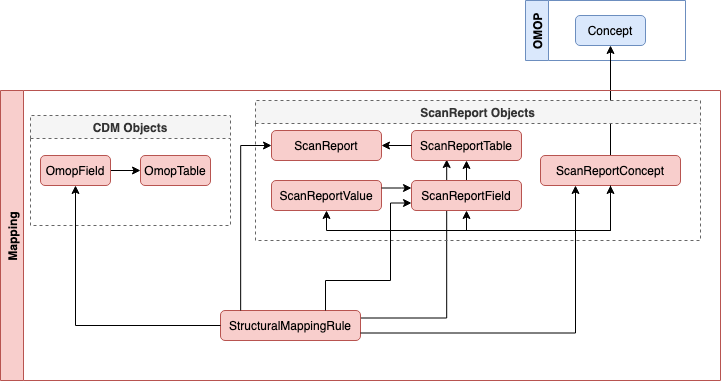 OMOP
Concept
Mapping
CDM Objects
OmopField
OmopTable
ScanReport Objects
ScanReport
ScanReportTable
ScanReportConcept
ScanReportValue
ScanReportField
StructuralMappingRule